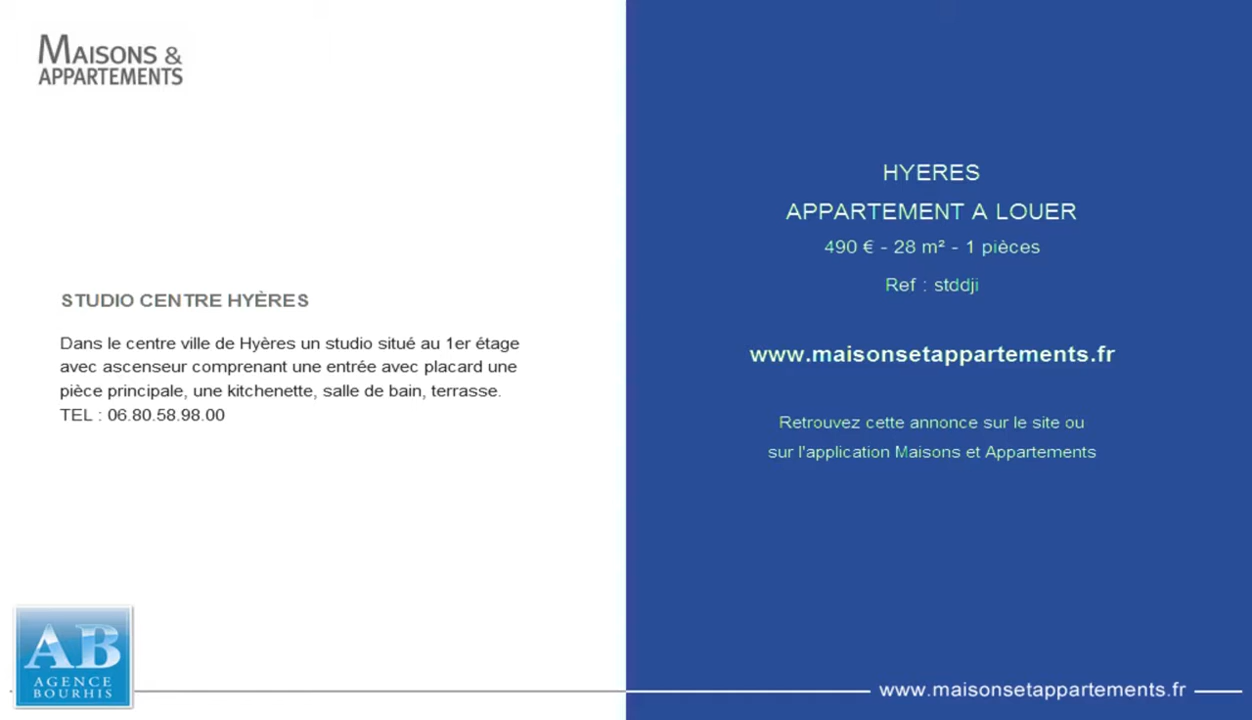 MAISONS &
APPARTEMENTS
STUDIO CENTRE HYÈRES
Dans le centre ville de Hyères un studio situé au 1er étage
avec ascenseur comprenant une entrée avec placard une
pièce principale, une kitchenette, salle de bain, terrasse.
TEL : 06.80.58.98.00
AB
AGENCE
BOURHIS
HYERES
APPARTEMENT A LOUER
490 € - 28 m² - 1 pièces
Ref : stddji
www.maisonsetappartements.fr
Retrouvez cette annonce sur le site ou
sur l'application Maisons et Appartements
www.maisonsetappartements.fr